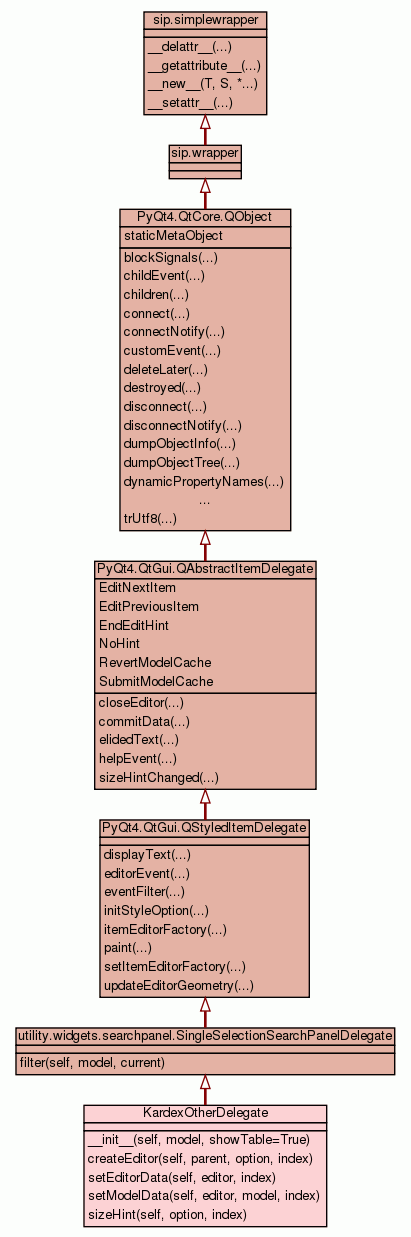 sip.simplewrapper
__delattr__(...)
__getattribute__(...)
__new__(T, S, *...)
__setattr__(...)
sip.wrapper
PyQt4.QtCore.QObject
staticMetaObject
blockSignals(...)
childEvent(...)
children(...)
connect(...)
connectNotify(...)
customEvent(...)
deleteLater(...)
destroyed(...)
disconnect(...)
disconnectNotify(...)
dumpObjectInfo(...)
dumpObjectTree(...)
dynamicPropertyNames(...)
...
trUtf8(...)
PyQt4.QtGui.QAbstractItemDelegate
EditNextItem
EditPreviousItem
EndEditHint
NoHint
RevertModelCache
SubmitModelCache
closeEditor(...)
commitData(...)
elidedText(...)
helpEvent(...)
sizeHintChanged(...)
PyQt4.QtGui.QStyledItemDelegate
displayText(...)
editorEvent(...)
eventFilter(...)
initStyleOption(...)
itemEditorFactory(...)
paint(...)
setItemEditorFactory(...)
updateEditorGeometry(...)
utility.widgets.searchpanel.SingleSelectionSearchPanelDelegate
filter(self, model, current)
KardexOtherDelegate
__init__(self, model, showTable=True)
createEditor(self, parent, option, index)
setEditorData(self, editor, index)
setModelData(self, editor, model, index)
sizeHint(self, option, index)